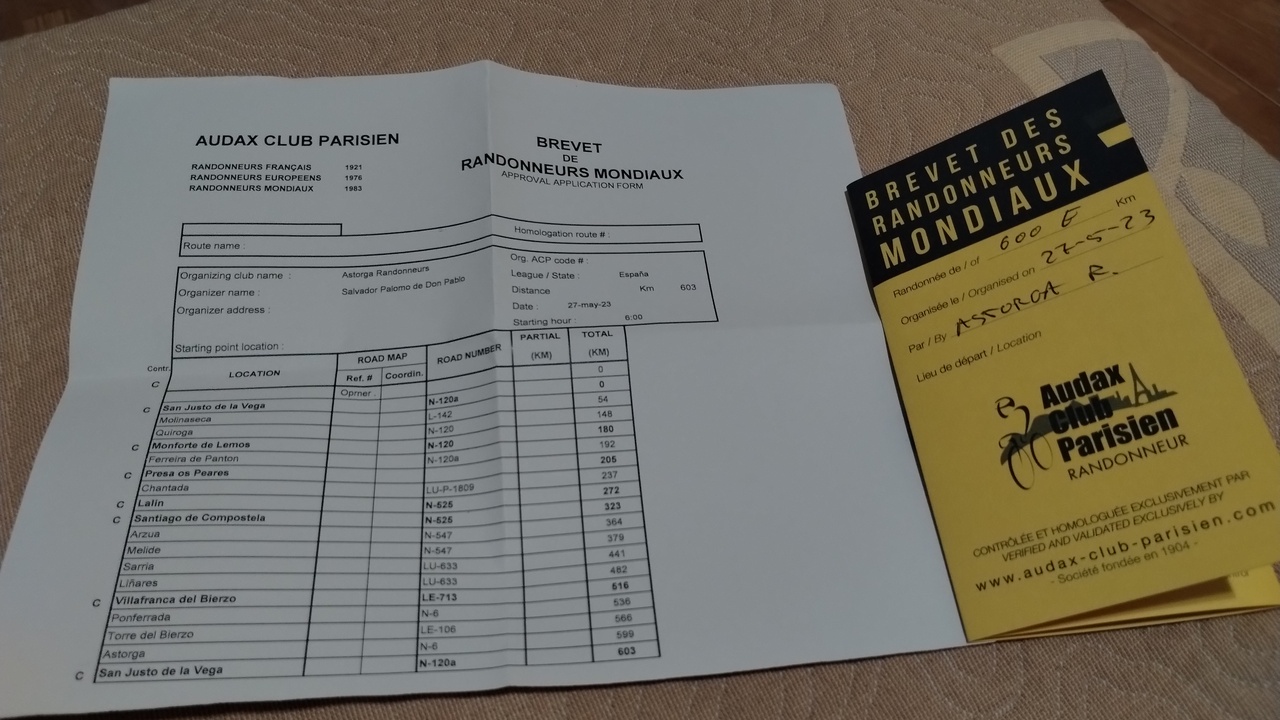 AUDAX CLUB PARISIEN
RANDONNEURS FRANÇAIS 1921
RANDONNEURS EUROPEENS 1976
RANDONNEURS MONDIAUX 1983
BREVET
DE
RANDONNEURS MONDIAUX
APPROVAL APPLICATION FORM
Route name : Homologation route # :
Organizing club name : Astorga Randonneurs
Organizer name : Salvador Palomo de Don Pablo
Organizer address :
Starting point location :
Org. ACP code # :
League / State : España
Distance Km 603
Date : 27-may-23
Starting hour : 6:00
Contr. LOCATION ROAD MAP ROAD NUMBER PARTIAL TOTAL
Ref. # Coordin. (KM) (KM)
C Oprner . 0
C San Justo de la Vega N-120a 0
Molinaseca L-142 54
Quiroga N-120 148
C Monforte de Lemos N-120 180
Ferreira de Panton N-120a 192
C Presa os Peares 205
Chantada LU-P-1809 237
C Lalin N-525 272
C Santiago de Compostela N-525 323
Arzua N-547 364
Melide N-547 379
Sarria LU-633 441
Liñares LU-633 482
C Villafranca del Bierzo LE-713 516
Ponferrada N-6 536
Torre del Bierzo LE-106 566
Astorga N-6 599
C San Justo de la Vega N-120a 603
BREVET DES
RANDONNEURS
MONDIAUX
Randonnée de / of 600 E Km
Organisée le / Organised on 27-5-23
Par / By ASTORGA R.
Lieu de départ / Location
Audax
Club
Parisien
RANDONNEUR
CONTRÔLÉE ET HOMOLOGUÉE EXCLUSIVEMENT PAR
VERIFIED AND VALIDATED EXCLUSIVELY BY
www.audax-club-parisien.com
- Société fondée en 1904 -